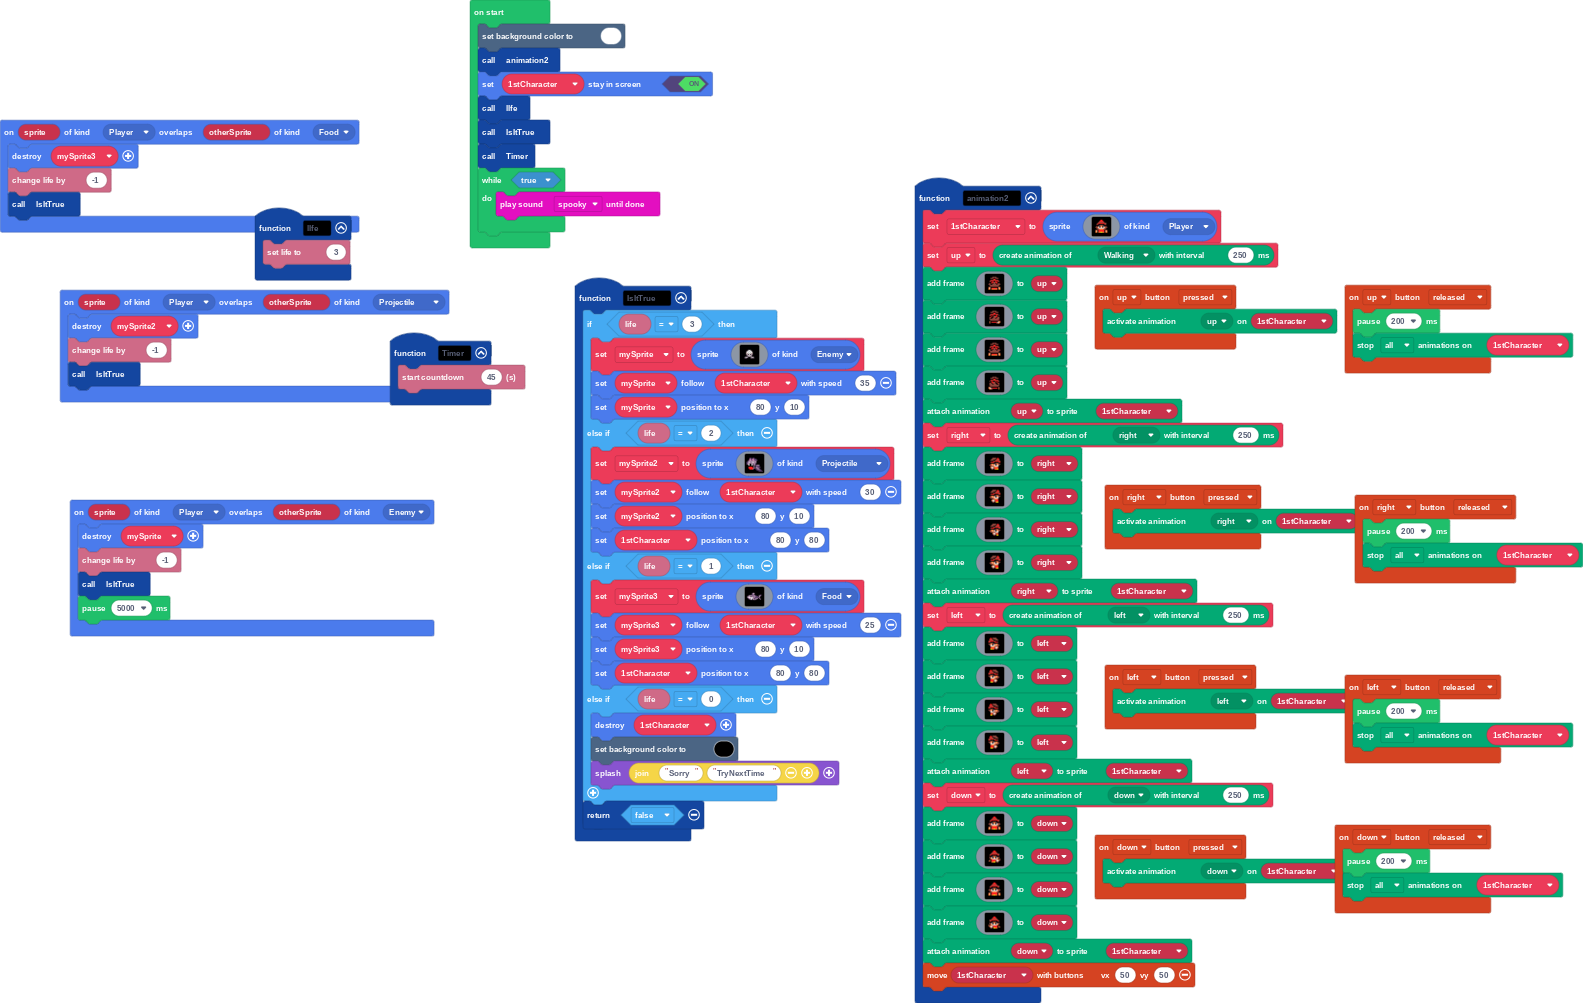 on start
set background color to
call animation2
set 1stCharacter stay in screen ON
call llfe
call IsItTrue
call Timer
while true
do play sound spooky until done
on sprite of kind Player overlaps otherSprite of kind Food
destroy mySprite3
change life by -1
call IsItTrue
function llfe
set life to 3
on sprite of kind Player overlaps otherSprite of kind Projectile
destroy mySprite2
change life by -1
call IsItTrue
function Timer
start countdown 45 (s)
on sprite of kind Player overlaps otherSprite of kind Enemy
destroy mySprite
change life by -1
call IsItTrue
pause 5000 ms
function IsItTrue
if life = 3 then
set mySprite to sprite of kind Enemy
set mySprite follow 1stCharacter with speed 35
set mySprite position to x 80 y 10
else if life = 2 then
set mySprite2 to sprite of kind Projectile
set mySprite2 follow 1stCharacter with speed 30
set mySprite2 position to x 80 y 10
set 1stCharacter position to x 80 y 80
else if life = 1 then
set mySprite3 to sprite of kind Food
set mySprite3 follow 1stCharacter with speed 25
set mySprite3 position to x 80 y 10
set 1stCharacter position to x 80 y 80
else if life = 0 then
destroy 1stCharacter
set background color to
splash join "Sorry " "TryNextTime "
return false
function animation2
set 1stCharacter to sprite of kind Player
set up to create animation of Walking with interval 250 ms
add frame to up
add frame to up
add frame to up
add frame to up
attach animation up to sprite 1stCharacter
set right to create animation of right with interval 250 ms
add frame to right
add frame to right
add frame to right
add frame to right
attach animation right to sprite 1stCharacter
set left to create animation of left with interval 250 ms
add frame to left
add frame to left
add frame to left
add frame to left
attach animation left to sprite 1stCharacter
set down to create animation of down with interval 250 ms
add frame to down
add frame to down
add frame to down
add frame to down
attach animation down to sprite 1stCharacter
move 1stCharacter with buttons vx 50 vy 50
on up button pressed
activate animation up on 1stCharacter
on up button released
pause 200 ms
stop all animations on 1stCharacter
on right button pressed
activate animation right on 1stCharacter
on right button released
pause 200 ms
stop all animations on 1stCharacter
on left button pressed
activate animation left on 1stCharacter
on left button released
pause 200 ms
stop all animations on 1stCharacter
on down button pressed
activate animation down on 1stCharacter
on down button released
pause 200 ms
stop all animations on 1stCharacter